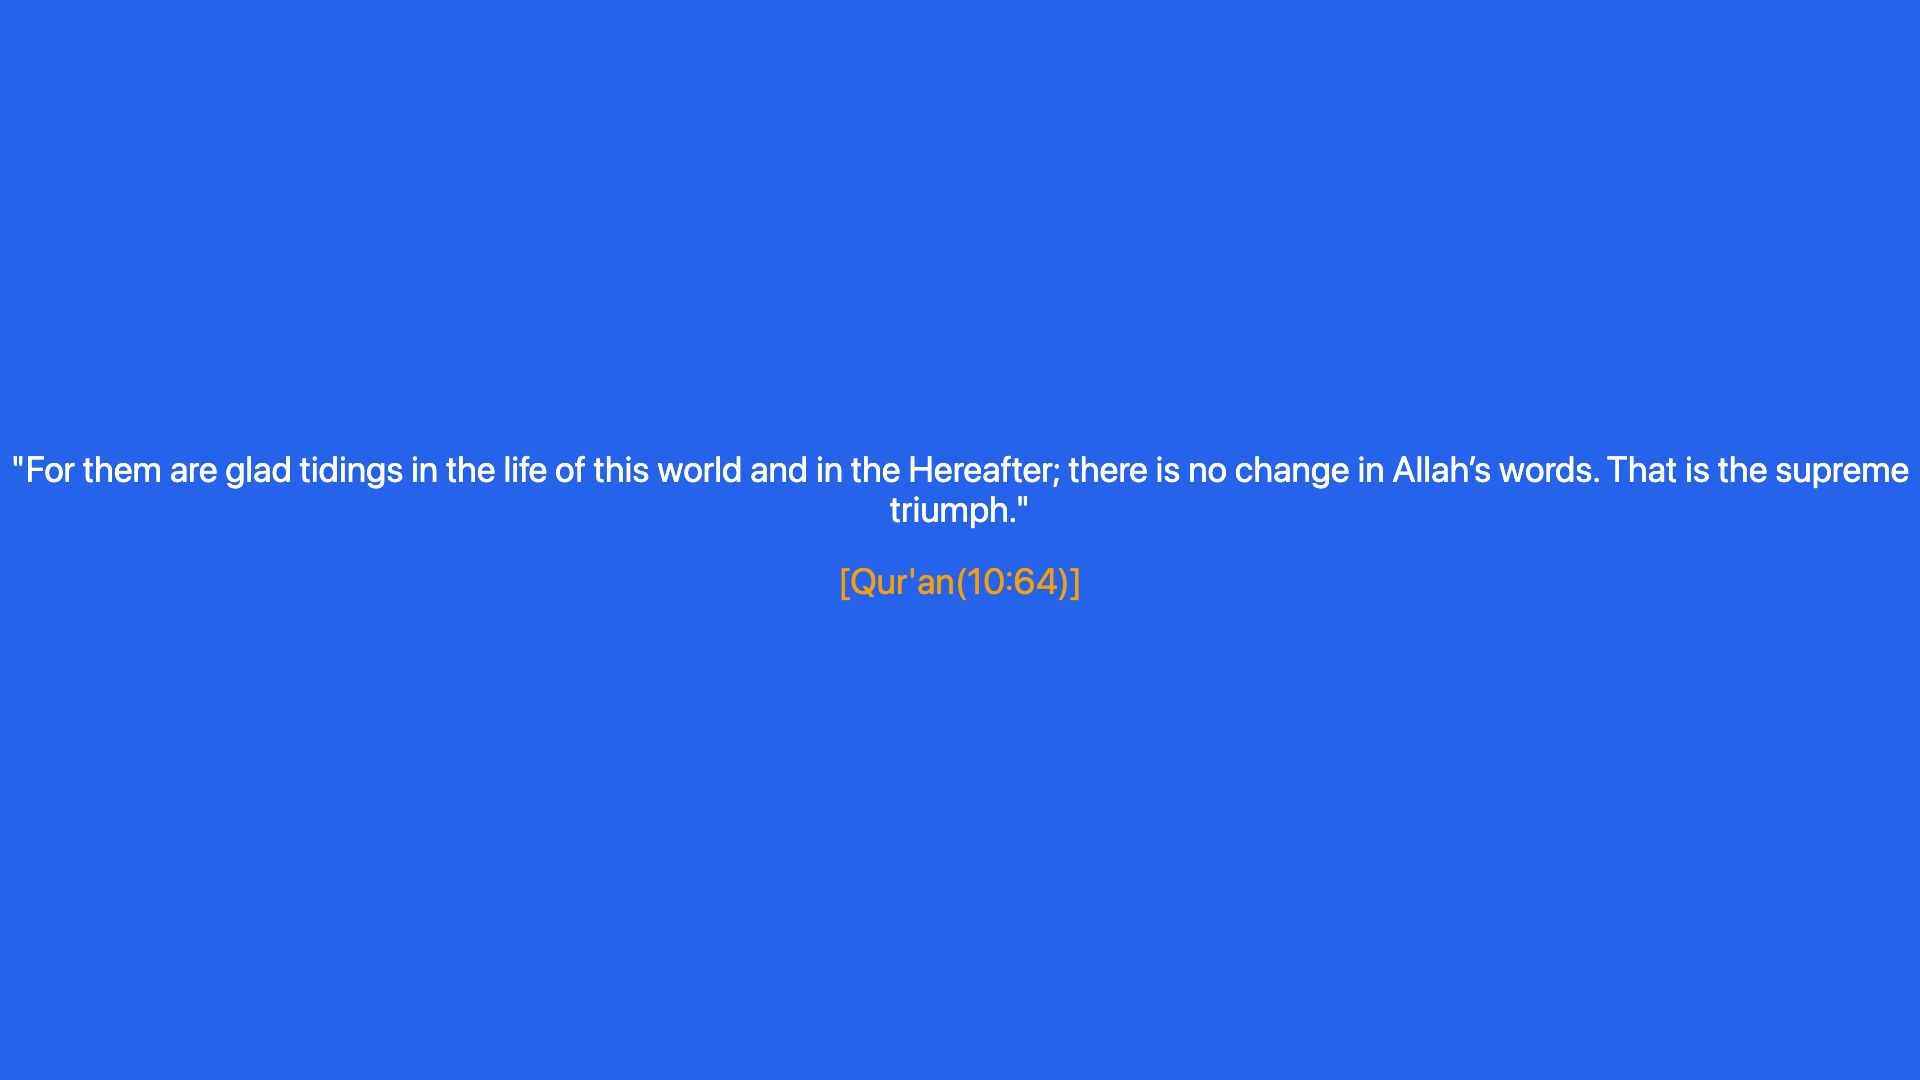 "For them are glad tidings in the life of this world and in the Hereafter; there is no change in Allah’s words. That is the supreme
triumph."
[Qur'an(10:64)]